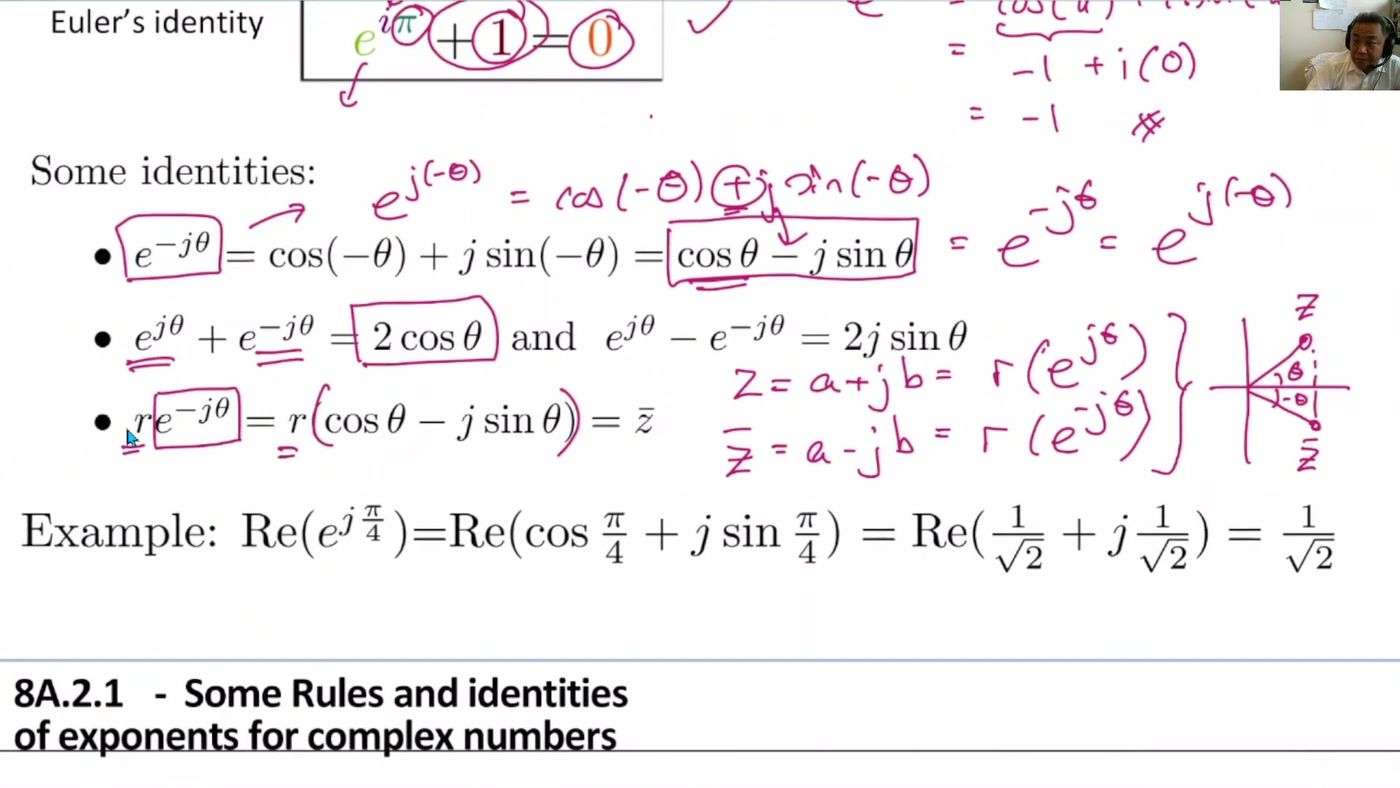 Euler's identity
e^{iπ} + 1 = 0
= -1 + i(0)
= -1
Some identities:
e^{j(-θ)} = cos(-θ) + j sin(-θ)
• e^{-jθ} = cos(-θ) + j sin(-θ) = cos θ - j sin θ = e^{-jθ} = e^{j(-θ)}
• e^{jθ} + e^{-jθ} = 2 cos θ and e^{jθ} - e^{-jθ} = 2j sin θ
z = a + jb = r(e^{jθ})
• re^{-jθ} = r(cos θ - j sin θ) = z̄
z̄ = a - jb = r(e^{-jθ})
z
θ
-θ
z̄
Example: Re(e^{j π/4})=Re(cos π/4 + j sin π/4) = Re(1/√2 + j 1/√2) = 1/√2
8A.2.1 - Some Rules and identities
of exponents for complex numbers